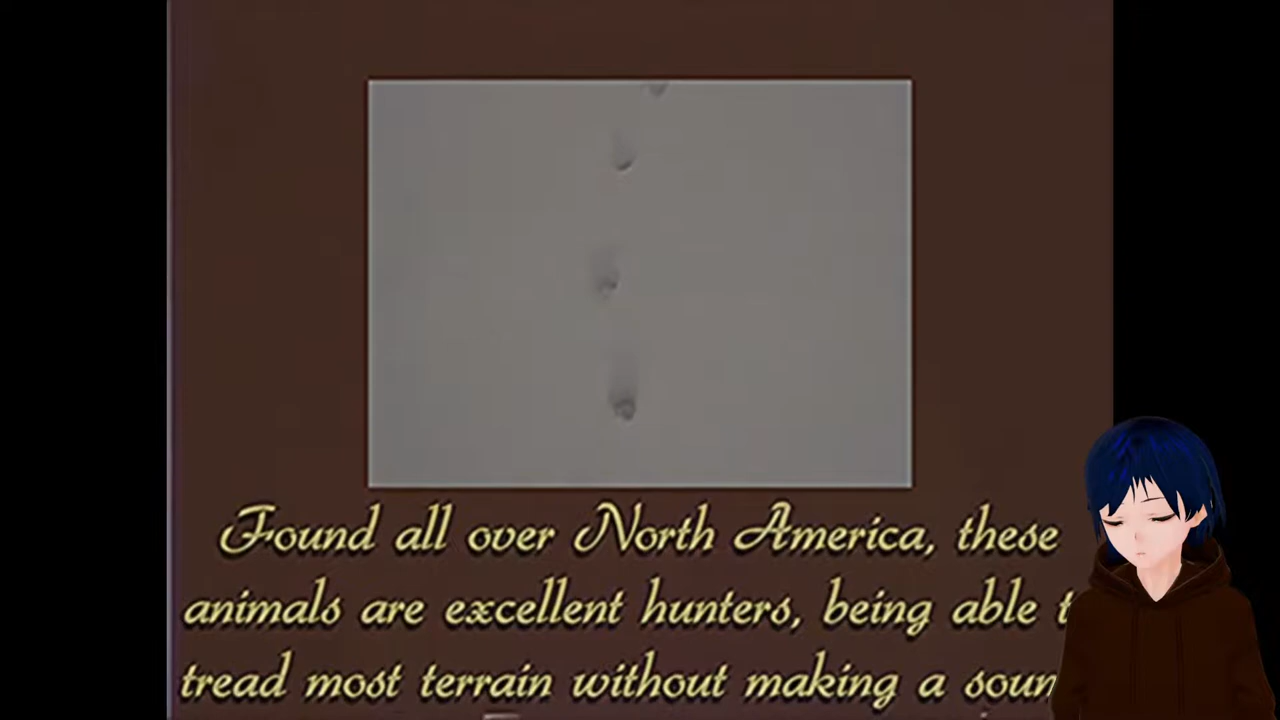 Found all over North America, these
animals are excellent hunters, being able
tread most terrain without making a